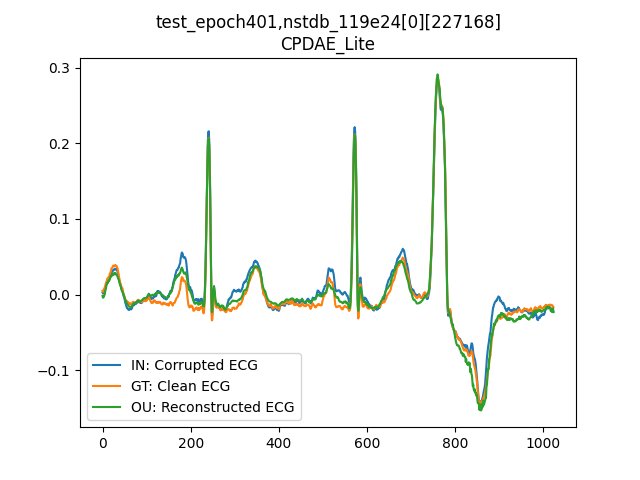 test_epoch401,nstdb_119e24[0][227168]
CPDAE_Lite
0.3
0.2
0.1
0.0
−0.1
IN: Corrupted ECG
GT: Clean ECG
OU: Reconstructed ECG
0 200 400 600 800 1000